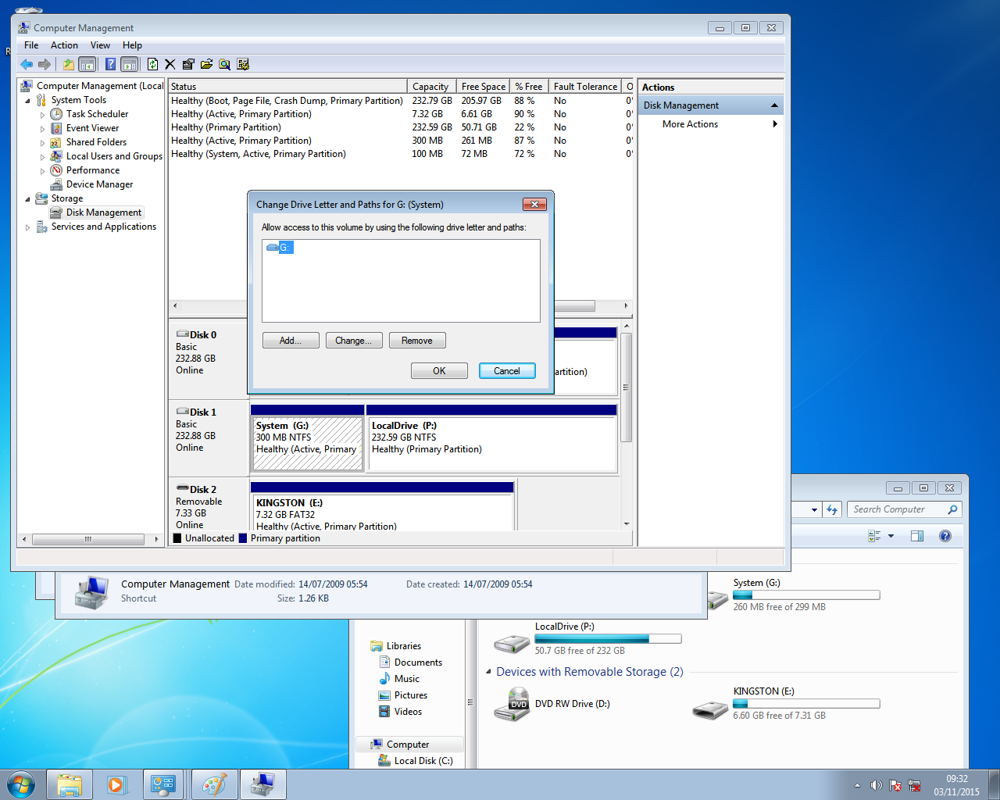 Computer Management
File Action View Help
Computer Management (Local
System Tools
Task Scheduler
Event Viewer
Shared Folders
Local Users and Groups
Performance
Device Manager
Storage
Disk Management
Services and Applications
Status Capacity Free Space % Free Fault Tolerance O
Healthy (Boot, Page File, Crash Dump, Primary Partition) 232.79 GB 205.97 GB 88 % No 0
Healthy (Active, Primary Partition) 7.32 GB 6.61 GB 90 % No 0
Healthy (Primary Partition) 232.59 GB 50.71 GB 22 % No 0
Healthy (Active, Primary Partition) 300 MB 261 MB 87 % No 0
Healthy (System, Active, Primary Partition) 100 MB 72 MB 72 % No 0
Actions
Disk Management
More Actions
Change Drive Letter and Paths for G: (System)
Allow access to this volume by using the following drive letter and paths:
G:
Add... Change... Remove
OK Cancel
Disk 0
Basic
232.88 GB
Online
artition)
Disk 1
Basic
232.88 GB
Online
System (G:)
300 MB NTFS
Healthy (Active, Primary
LocalDrive (P:)
232.59 GB NTFS
Healthy (Primary Partition)
Disk 2
Removable
7.33 GB
Online
KINGSTON (E:)
7.32 GB FAT32
Healthy (Active, Primary Partition)
Unallocated Primary partition
Search Computer
Computer Management Date modified: 14/07/2009 05:54 Date created: 14/07/2009 05:54
Shortcut Size: 1.26 KB
System (G:)
260 MB free of 299 MB
LocalDrive (P:)
50.7 GB free of 232 GB
Devices with Removable Storage (2)
DVD
DVD RW Drive (D:)
KINGSTON (E:)
6.60 GB free of 7.31 GB
Libraries
Documents
Music
Pictures
Videos
Computer
Local Disk (C:)
09:32
03/11/2015